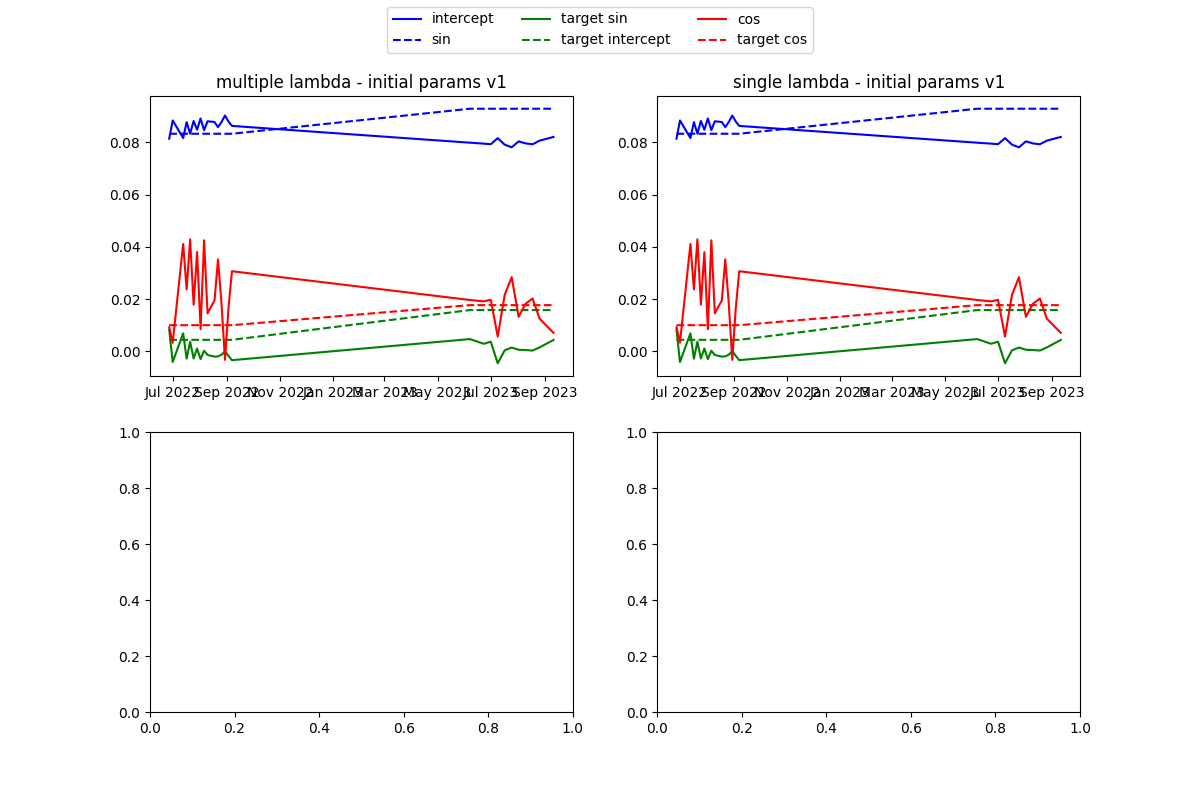 intercept target sin cos
sin target intercept target cos
multiple lambda - initial params v1 single lambda - initial params v1
0.08 0.08
0.06 0.06
0.04 0.04
0.02 0.02
0.00 0.00
Jul 2022 Sep 2022 Nov 2022 Jan 2023 Mar 2023 May 2023 Jul 2023 Sep 2023 Jul 2022 Sep 2022 Nov 2022 Jan 2023 Mar 2023 May 2023 Jul 2023 Sep 2023
1.0 1.0
0.8 0.8
0.6 0.6
0.4 0.4
0.2 0.2
0.0 0.0
0.0 0.2 0.4 0.6 0.8 1.0 0.0 0.2 0.4 0.6 0.8 1.0